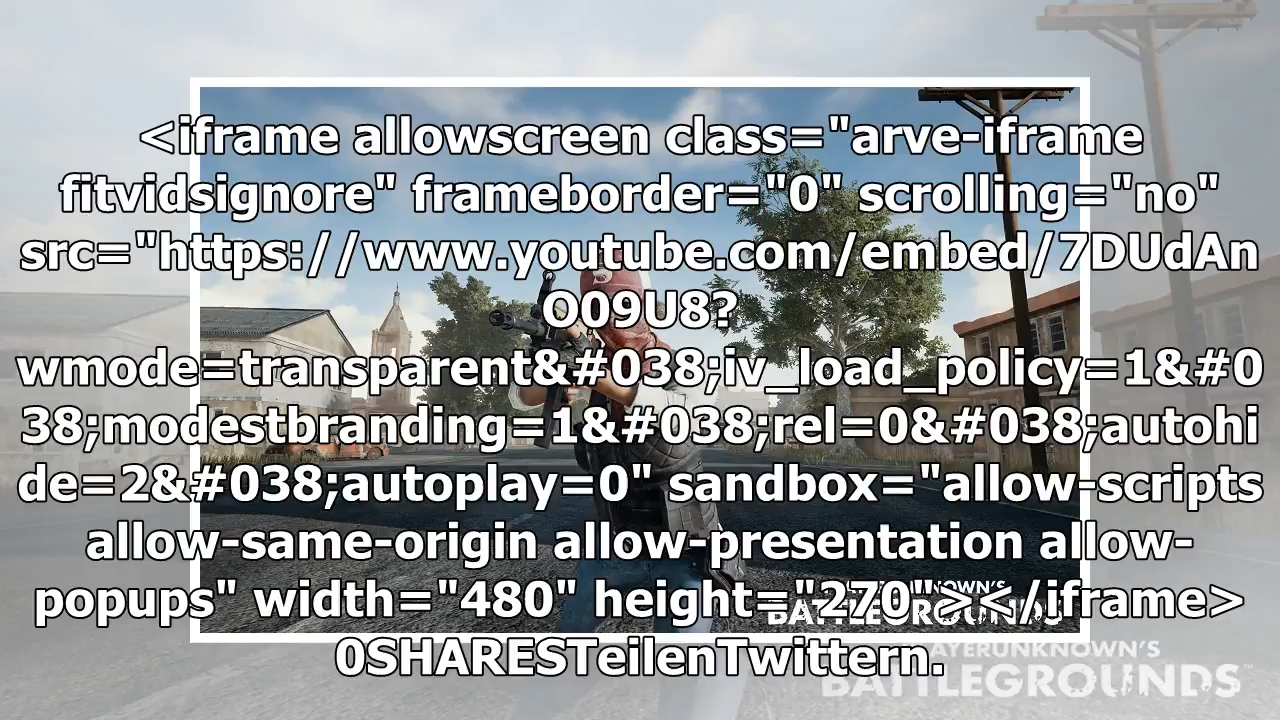 <iframe allowscreen class="arve-iframe
fitvidsignore" frameborder="0" scrolling="no"
src="https://www.youtube.com/embed/7DUdAn
O09U8?
wmode=transparent&#038;iv_load_policy=1&#0
38;modestbranding=1&#038;rel=0&#038;autohi
de=2&#038;autoplay=0" sandbox="allow-scripts
allow-same-origin allow-presentation allow-
popups" width="480" height="270"></iframe>
BATTLEGROUNDS
0SHARESTeilenTwittern.
AYERUNKNOWN'S
BATTLEGROUNDS